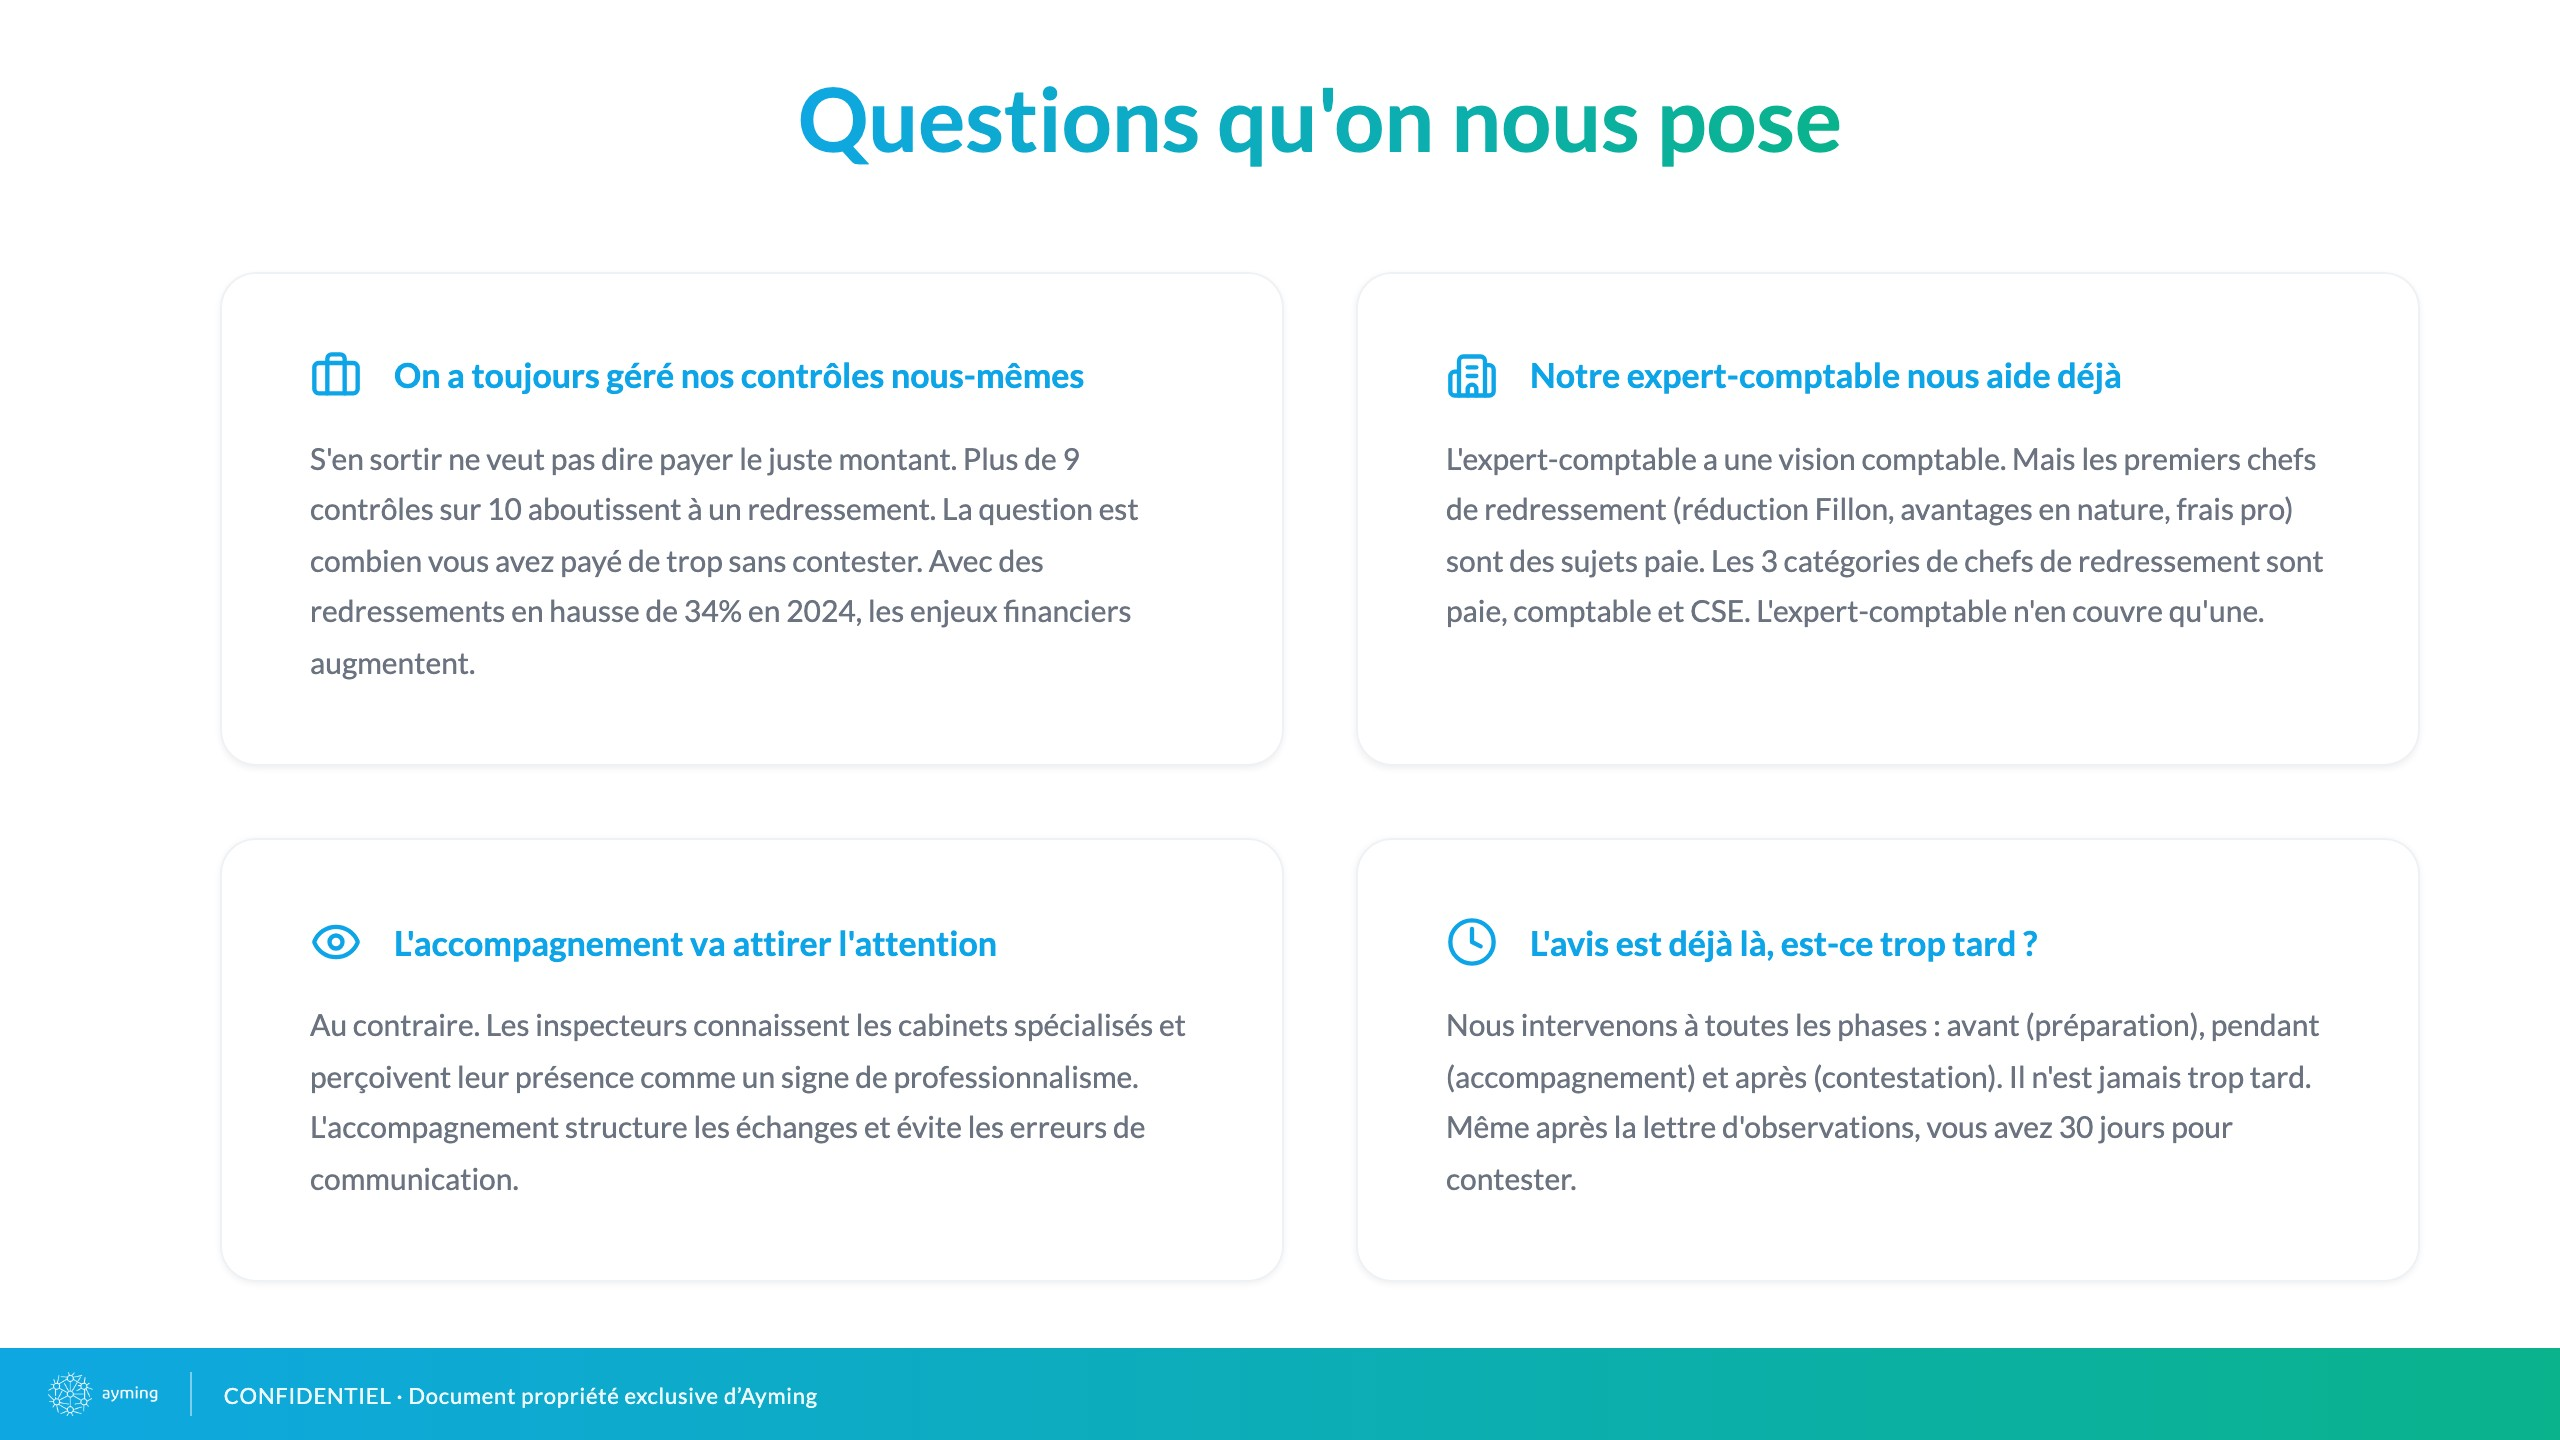 Questions qu'on nous pose
On a toujours géré nos contrôles nous-mêmes
S'en sortir ne veut pas dire payer le juste montant. Plus de 9
contrôles sur 10 aboutissent à un redressement. La question est
combien vous avez payé de trop sans contester. Avec des
redressements en hausse de 34% en 2024, les enjeux financiers
augmentent.
Notre expert-comptable nous aide déjà
L'expert-comptable a une vision comptable. Mais les premiers chefs
de redressement (réduction Fillon, avantages en nature, frais pro)
sont des sujets paie. Les 3 catégories de chefs de redressement sont
paie, comptable et CSE. L'expert-comptable n'en couvre qu'une.
L'accompagnement va attirer l'attention
Au contraire. Les inspecteurs connaissent les cabinets spécialisés et
perçoivent leur présence comme un signe de professionnalisme.
L'accompagnement structure les échanges et évite les erreurs de
communication.
L'avis est déjà là, est-ce trop tard ?
Nous intervenons à toutes les phases : avant (préparation), pendant
(accompagnement) et après (contestation). Il n'est jamais trop tard.
Même après la lettre d'observations, vous avez 30 jours pour
contester.
ayming
CONFIDENTIEL · Document propriété exclusive d’Ayming